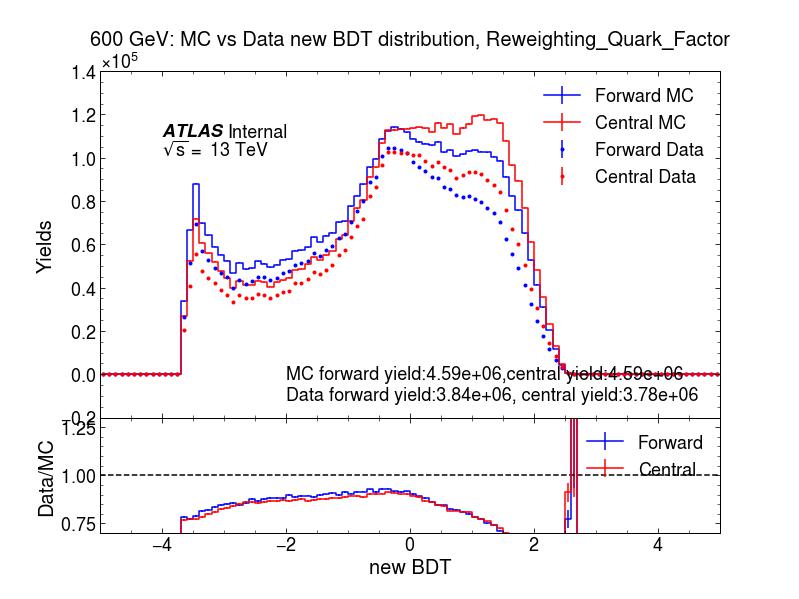 600 GeV: MC vs Data new BDT distribution, Reweighting_Quark_Factor
×10⁵
1.4
1.2
1.0
0.8
0.6
0.4
0.2
0.0
0.2
Yields
ATLAS Internal
√s = 13 TeV
Forward MC
Central MC
Forward Data
Central Data
MC forward yield:4.59e+06,central yield:4.59e+06
Data forward yield:3.84e+06, central yield:3.78e+06
1.25
1.00
0.75
Data/MC
Forward
Central
−4 −2 0 2 4
new BDT